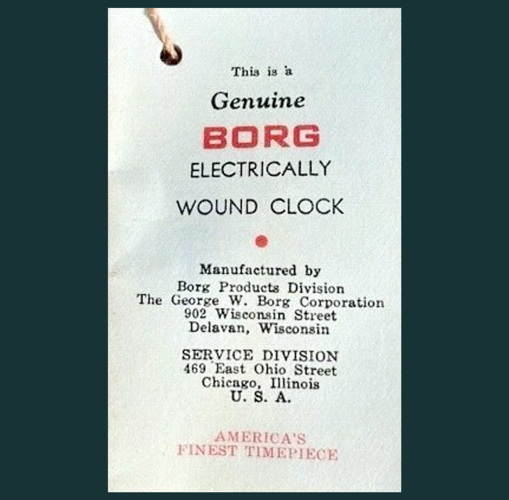 This is a
Genuine
BORG
ELECTRICALLY
WOUND CLOCK
Manufactured by
Borg Products Division
The George W. Borg Corporation
902 Wisconsin Street
Delavan, Wisconsin
SERVICE DIVISION
469 East Ohio Street
Chicago, Illinois
U. S. A.
AMERICA'S
FINEST TIMEPIECE